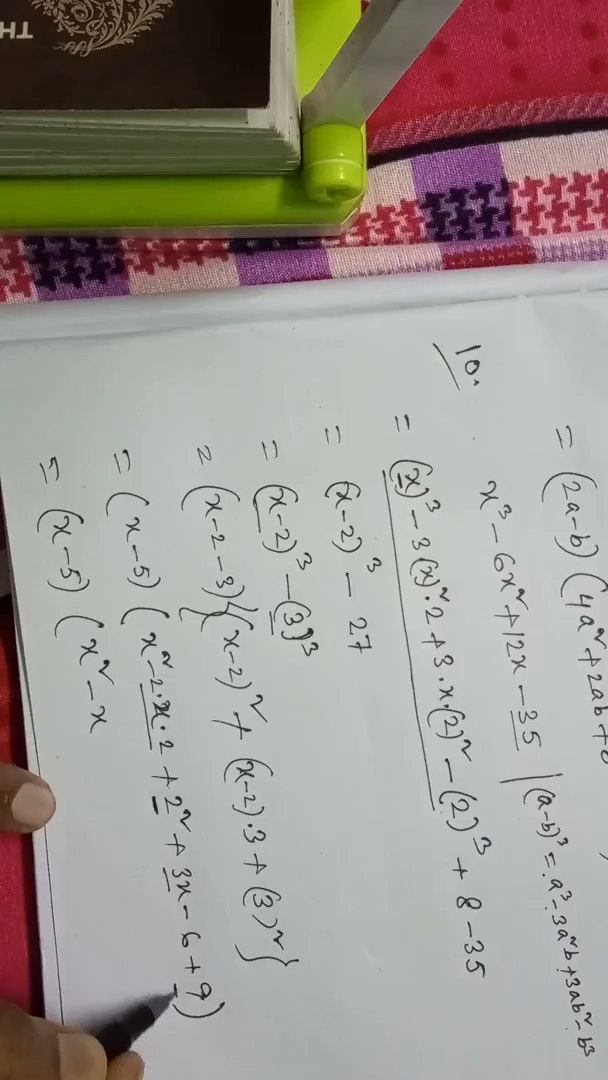 TH
= (2a-b) (4a² + 2ab +
10. x³ - 6x² + 12x - 35 | (a-b)³ = a³ - 3a²b + 3ab² - b³
= (x)³ - 3(x)²·2 + 3·x·(2)² - (2)³ + 8 - 35
= (x-2)³ - 27
= (x-2)³ - (3)³
= (x-2-3) {(x-2)² + (x-2)·3 + (3)²}
= (x-5) (x² - 2·x·2 + 2² + 3x - 6 + 9)
= (x-5) (x² - x